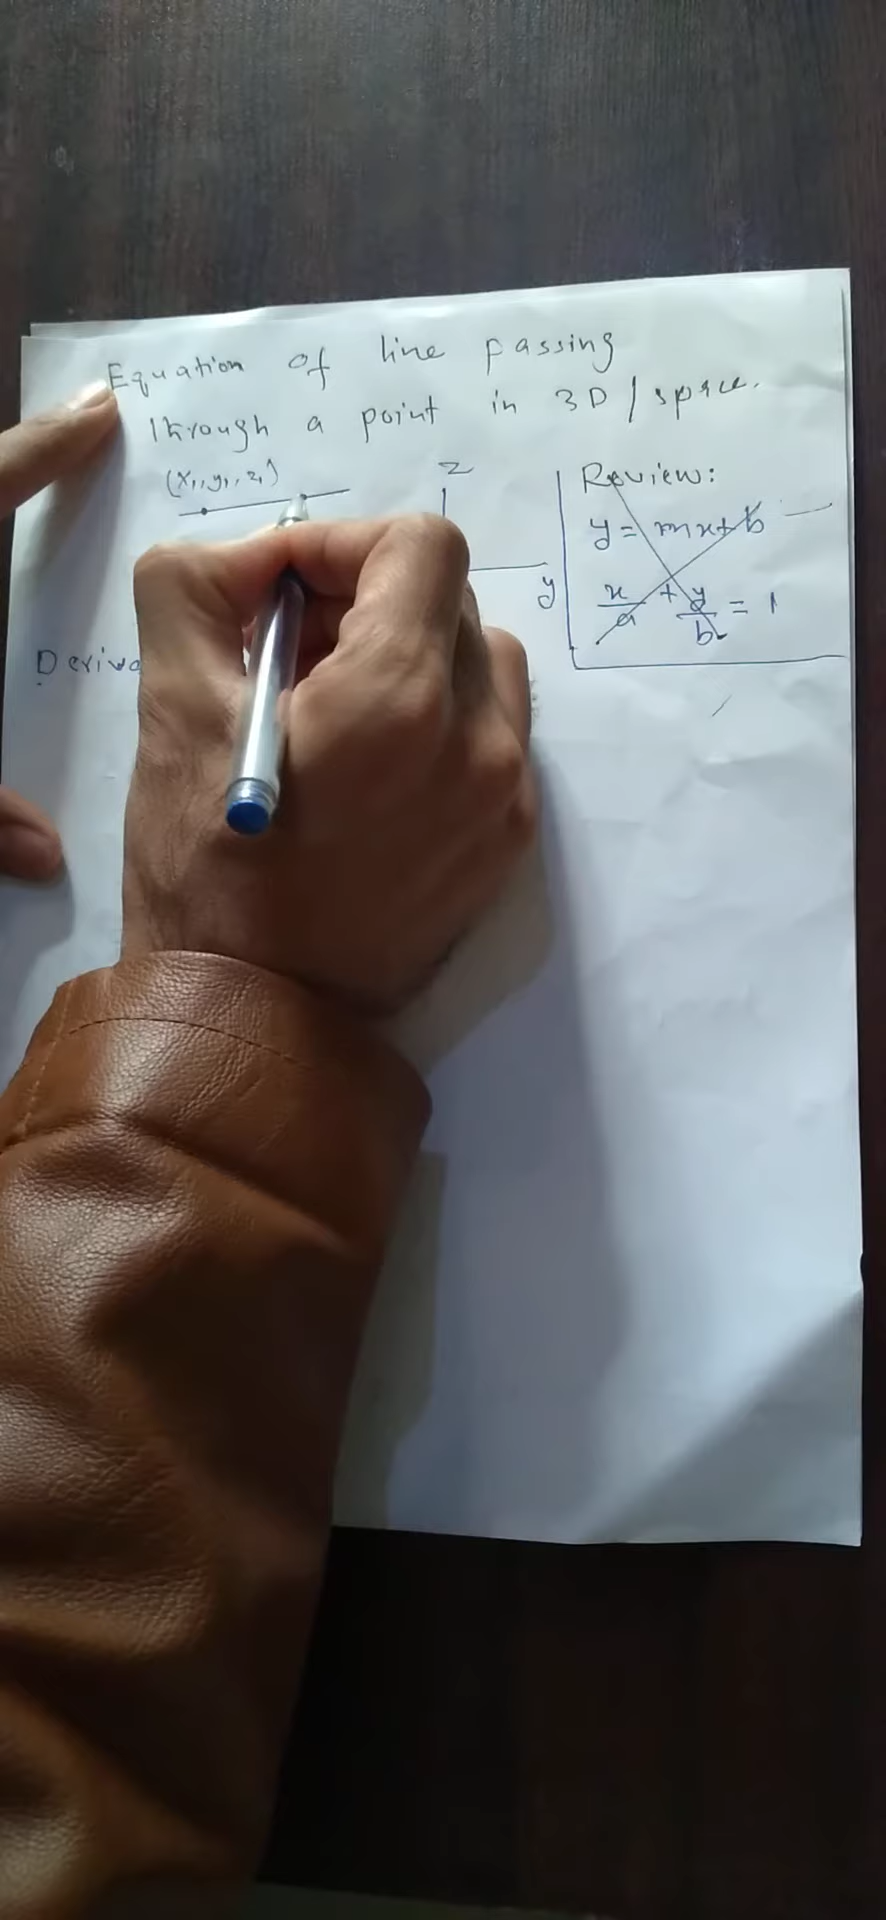 Equation of line passing
through a point in 3D / space.
(x₁, y₁, z₁)
z
y
Review:
y = mx + b
x/a + y/b = 1
Deriva